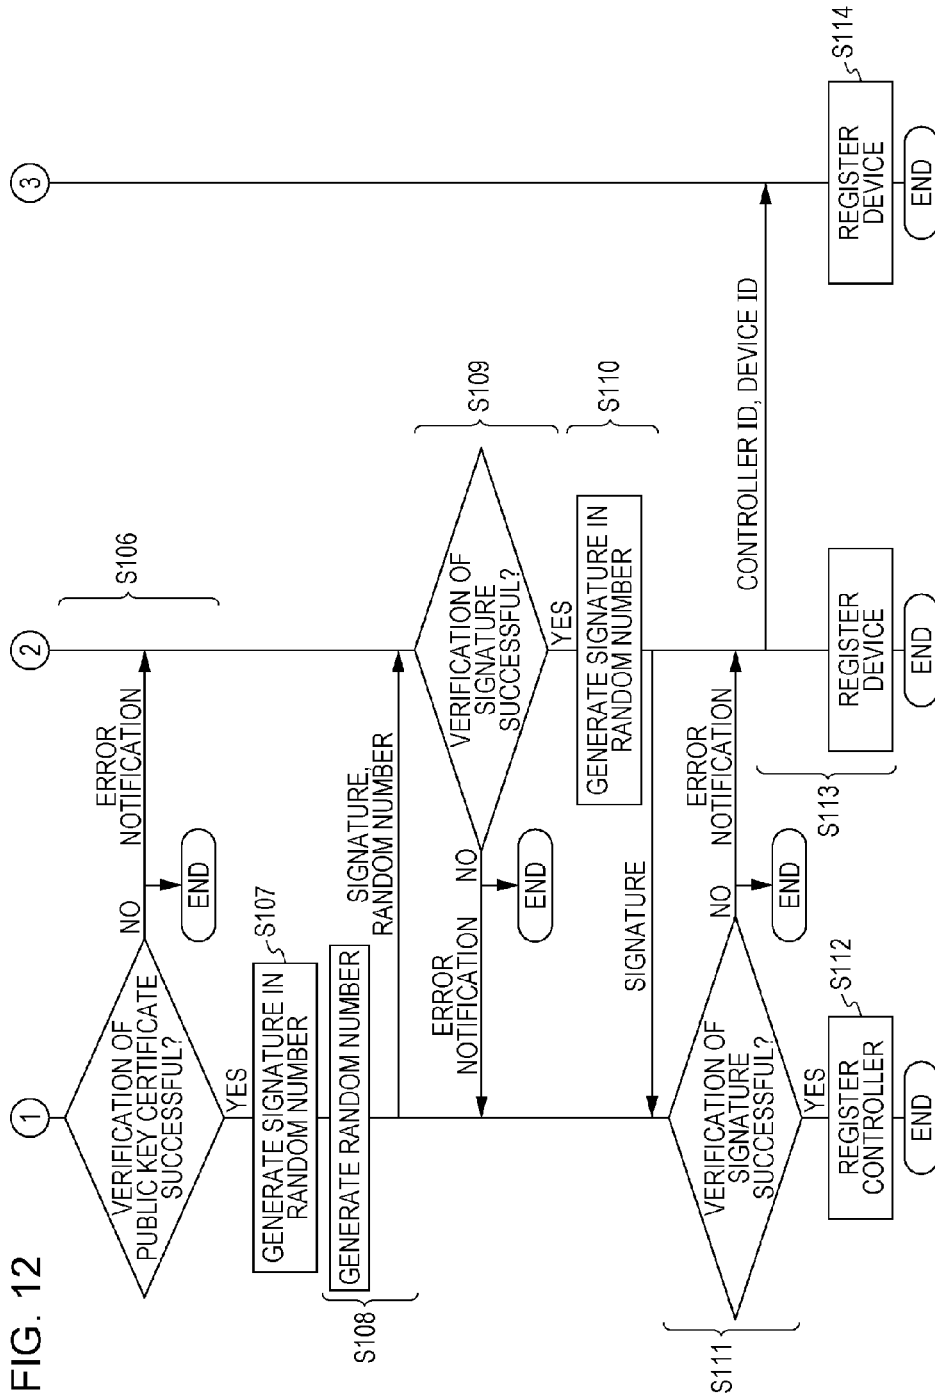 FIG. 12
1
2
3
VERIFICATION OF
PUBLIC KEY CERTIFICATE
SUCCESSFUL?
NO
ERROR
NOTIFICATION
END
S106
YES
GENERATE SIGNATURE IN
RANDOM NUMBER
S107
GENERATE RANDOM NUMBER
S108
SIGNATURE,
RANDOM NUMBER
VERIFICATION OF
SIGNATURE
SUCCESSFUL?
S109
NO
ERROR
NOTIFICATION
END
YES
GENERATE SIGNATURE IN
RANDOM NUMBER
S110
SIGNATURE
VERIFICATION OF
SIGNATURE
SUCCESSFUL?
S111
NO
ERROR
NOTIFICATION
END
YES
REGISTER
CONTROLLER
S112
END
CONTROLLER ID, DEVICE ID
S113
REGISTER
DEVICE
END
REGISTER
DEVICE
S114
END